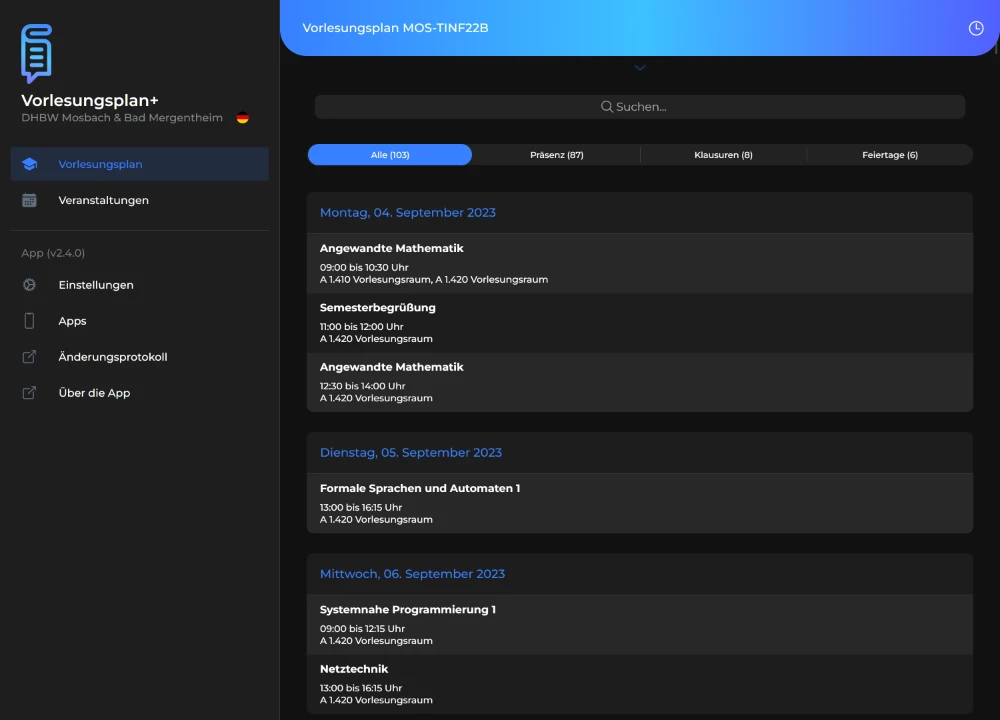 Vorlesungsplan+
DHBW Mosbach & Bad Mergentheim
Vorlesungsplan
Veranstaltungen
App (v2.4.0)
Einstellungen
Apps
Änderungsprotokoll
Über die App
Vorlesungsplan MOS-TINF22B
Suchen...
Alle (103)
Präsenz (87)
Klausuren (8)
Feiertage (6)
Montag, 04. September 2023
Angewandte Mathematik
09:00 bis 10:30 Uhr
A 1.410 Vorlesungsraum, A 1.420 Vorlesungsraum
Semesterbegrüßung
11:00 bis 12:00 Uhr
A 1.420 Vorlesungsraum
Angewandte Mathematik
12:30 bis 14:00 Uhr
A 1.420 Vorlesungsraum
Dienstag, 05. September 2023
Formale Sprachen und Automaten 1
13:00 bis 16:15 Uhr
A 1.420 Vorlesungsraum
Mittwoch, 06. September 2023
Systemnahe Programmierung 1
09:00 bis 12:15 Uhr
A 1.420 Vorlesungsraum
Netztechnik
13:00 bis 16:15 Uhr
A 1.420 Vorlesungsraum